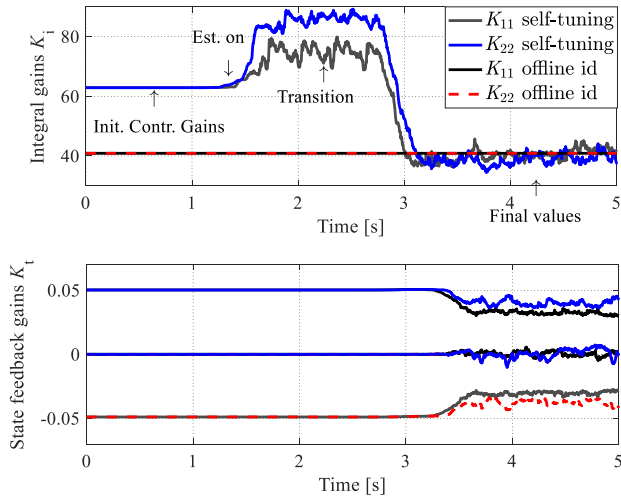 Integral gains K_i
80
60
40
Est. on
Init. Contr. Gains
Transition
Final values
K_11 self-tuning
K_22 self-tuning
K_11 offline id
K_22 offline id
0 1 2 3 4 5
Time [s]
State feedback gains K_t
0.05
0
-0.05
0 1 2 3 4 5
Time [s]